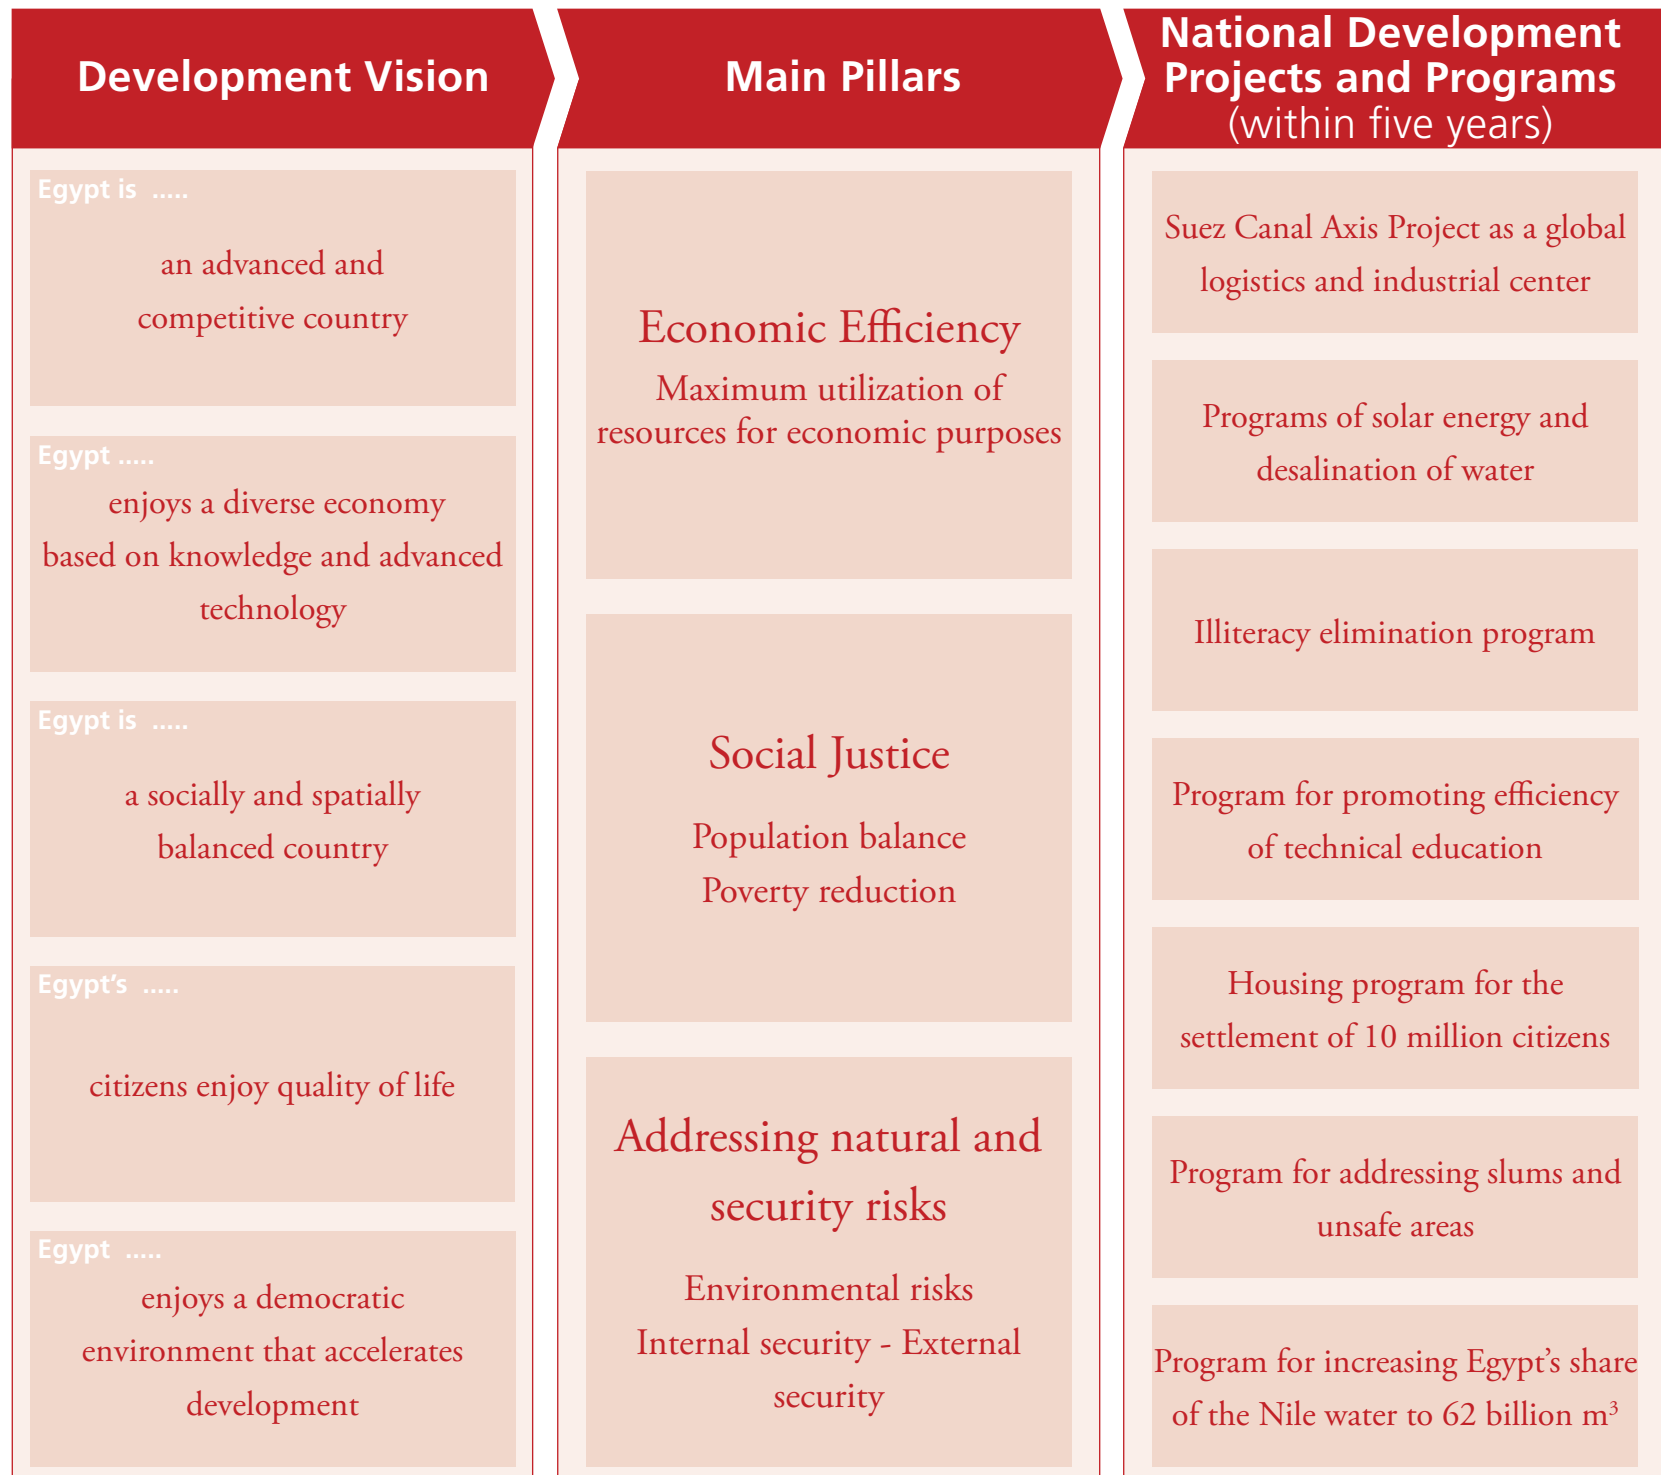 Development Vision
Egypt is .....
an advanced and
competitive country
Egypt .....
enjoys a diverse economy
based on knowledge and advanced
technology
Egypt is .....
a socially and spatially
balanced country
Egypt’s .....
citizens enjoy quality of life
Egypt .....
enjoys a democratic
environment that accelerates
development
Main Pillars
Economic Efficiency
Maximum utilization of
resources for economic purposes
Social Justice
Population balance
Poverty reduction
Addressing natural and
security risks
Environmental risks
Internal security - External
security
National Development
Projects and Programs
(within five years)
Suez Canal Axis Project as a global
logistics and industrial center
Programs of solar energy and
desalination of water
Illiteracy elimination program
Program for promoting efficiency
of technical education
Housing program for the
settlement of 10 million citizens
Program for addressing slums and
unsafe areas
Program for increasing Egypt’s share
of the Nile water to 62 billion m³